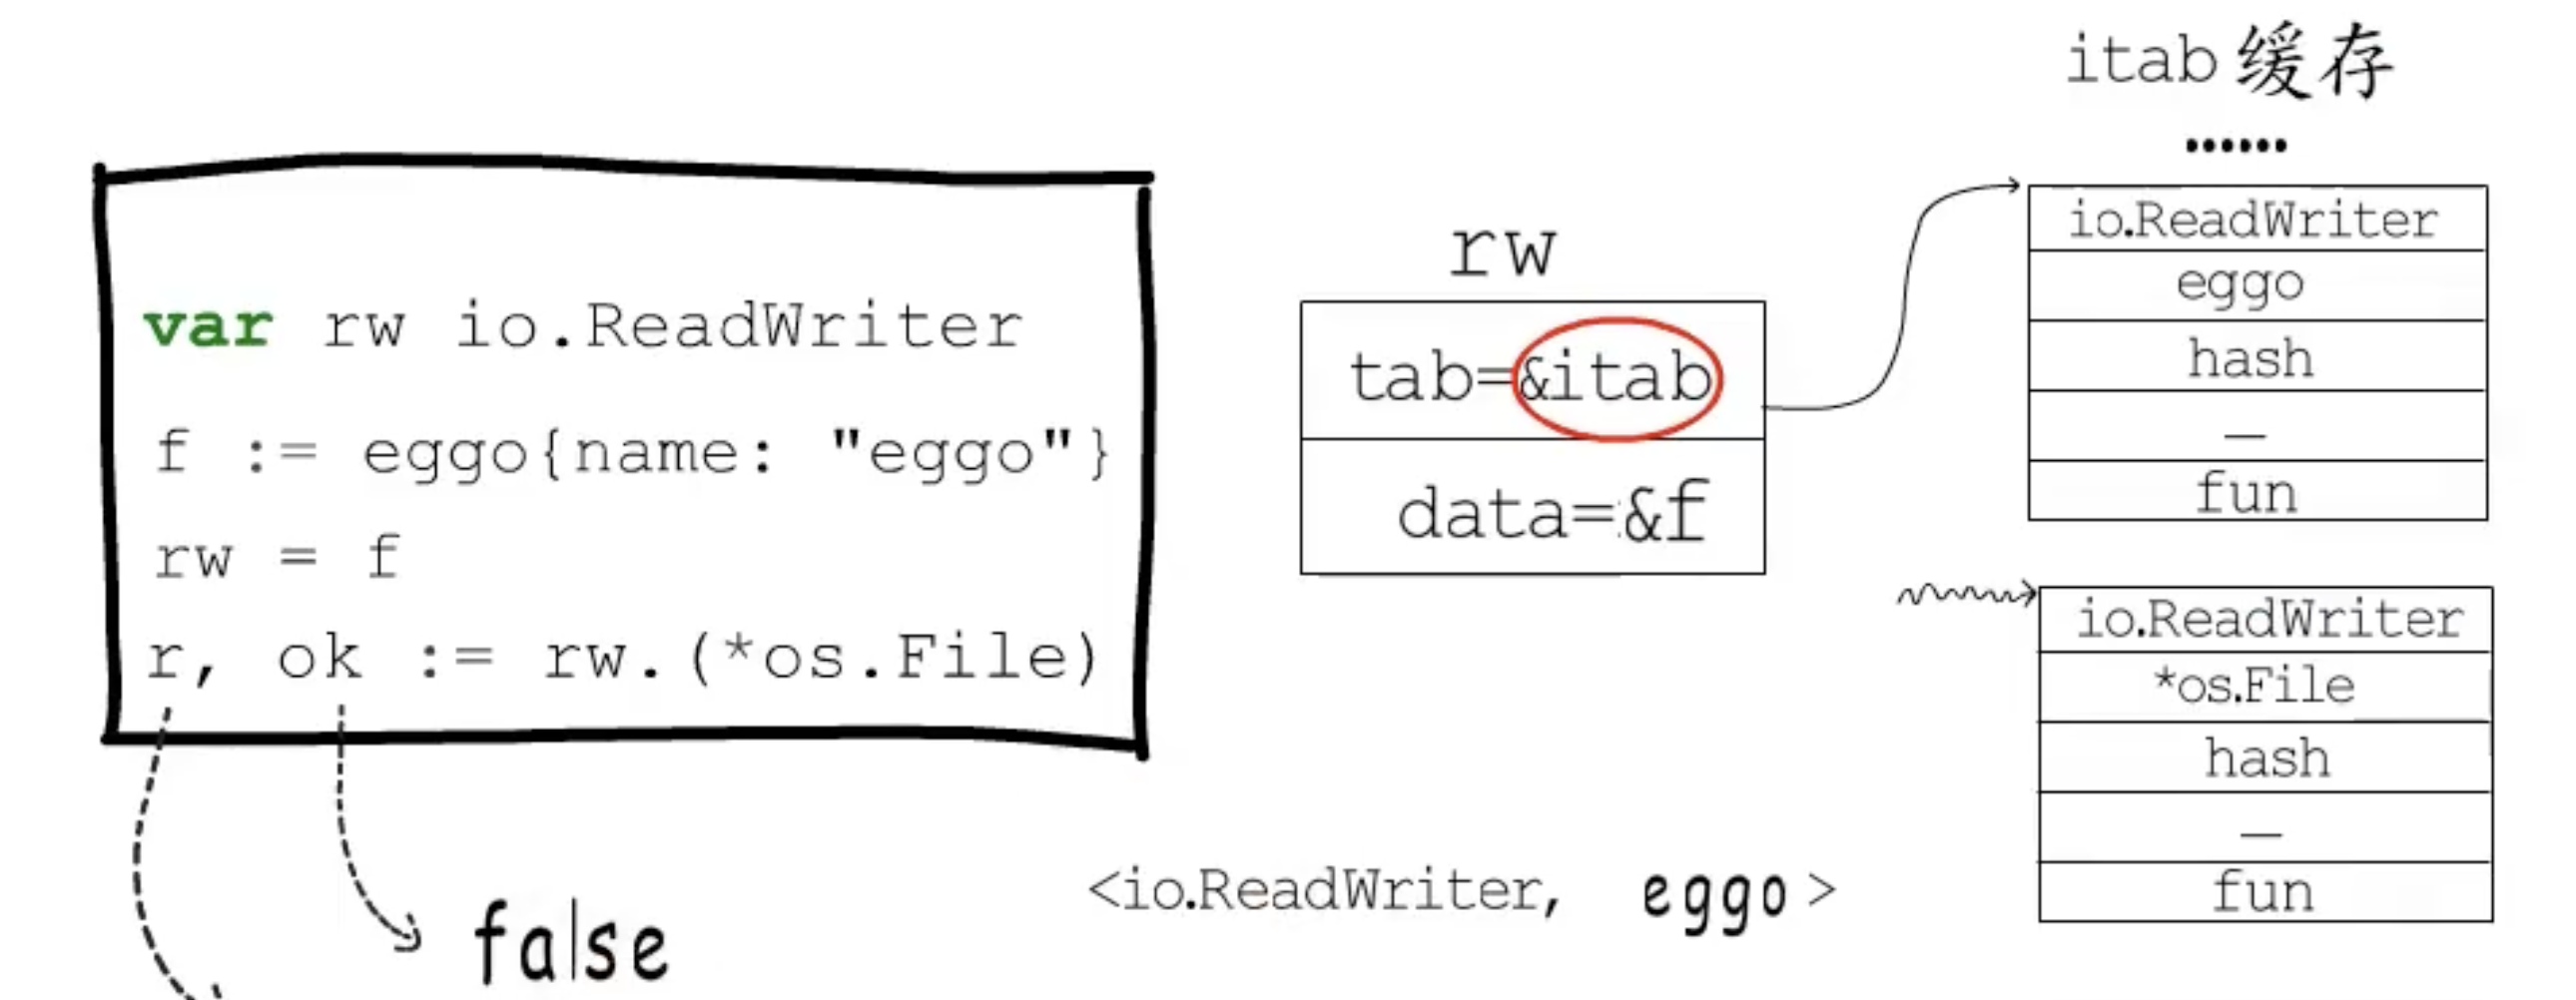 var rw io.ReadWriter
f := eggo{name: "eggo"}
rw = f
r, ok := rw.(*os.File)
false
rw
tab=&itab
data=&f
<io.ReadWriter, eggo>
itab 缓存
......
io.ReadWriter
eggo
hash
—
fun
io.ReadWriter
*os.File
hash
—
fun